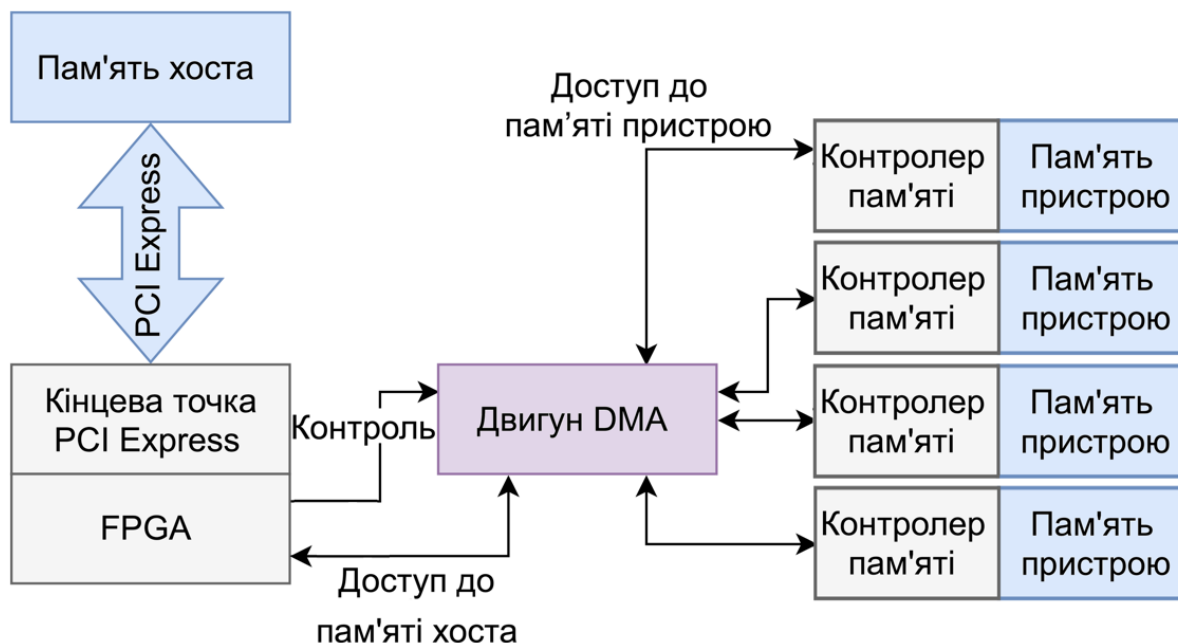 Пам'ять хоста
PCI Express
Кінцева точка
PCI Express
FPGA
Контроль
Доступ до
пам'яті хоста
Двигун DMA
Доступ до
пам’яті пристрою
Контролер
пам'яті
Пам'ять
пристрою
Контролер
пам'яті
Пам'ять
пристрою
Контролер
пам'яті
Пам'ять
пристрою
Контролер
пам'яті
Пам'ять
пристрою